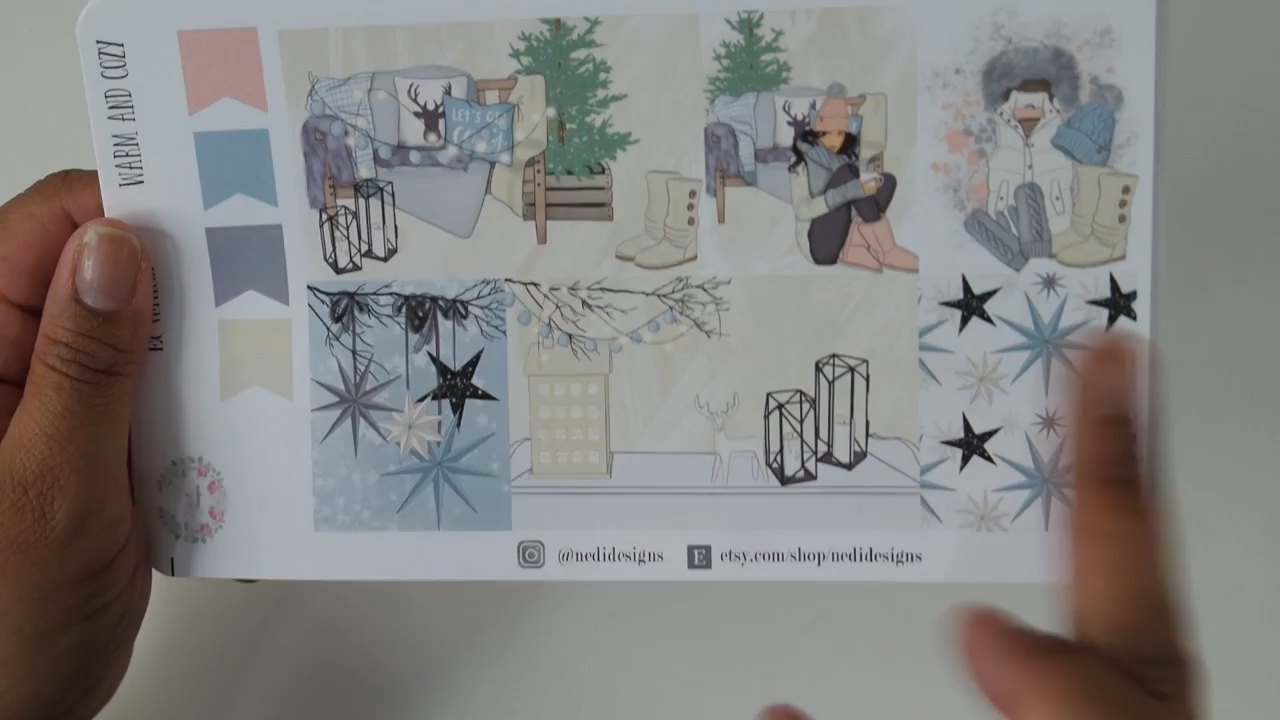 WARM AND COZY
LET'S GET
COZY
@nedidesigns
etsy.com/shop/nedidesigns